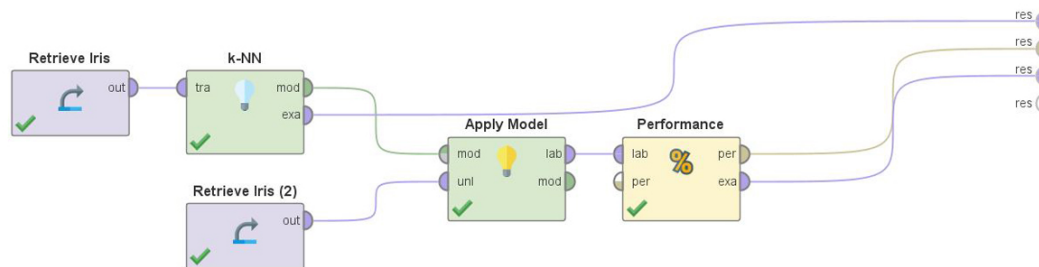 res
res
res
res
Retrieve Iris
out
k-NN
tra
mod
exa
Apply Model
mod
lab
unl
mod
Performance
lab
per
per
exa
Retrieve Iris (2)
out